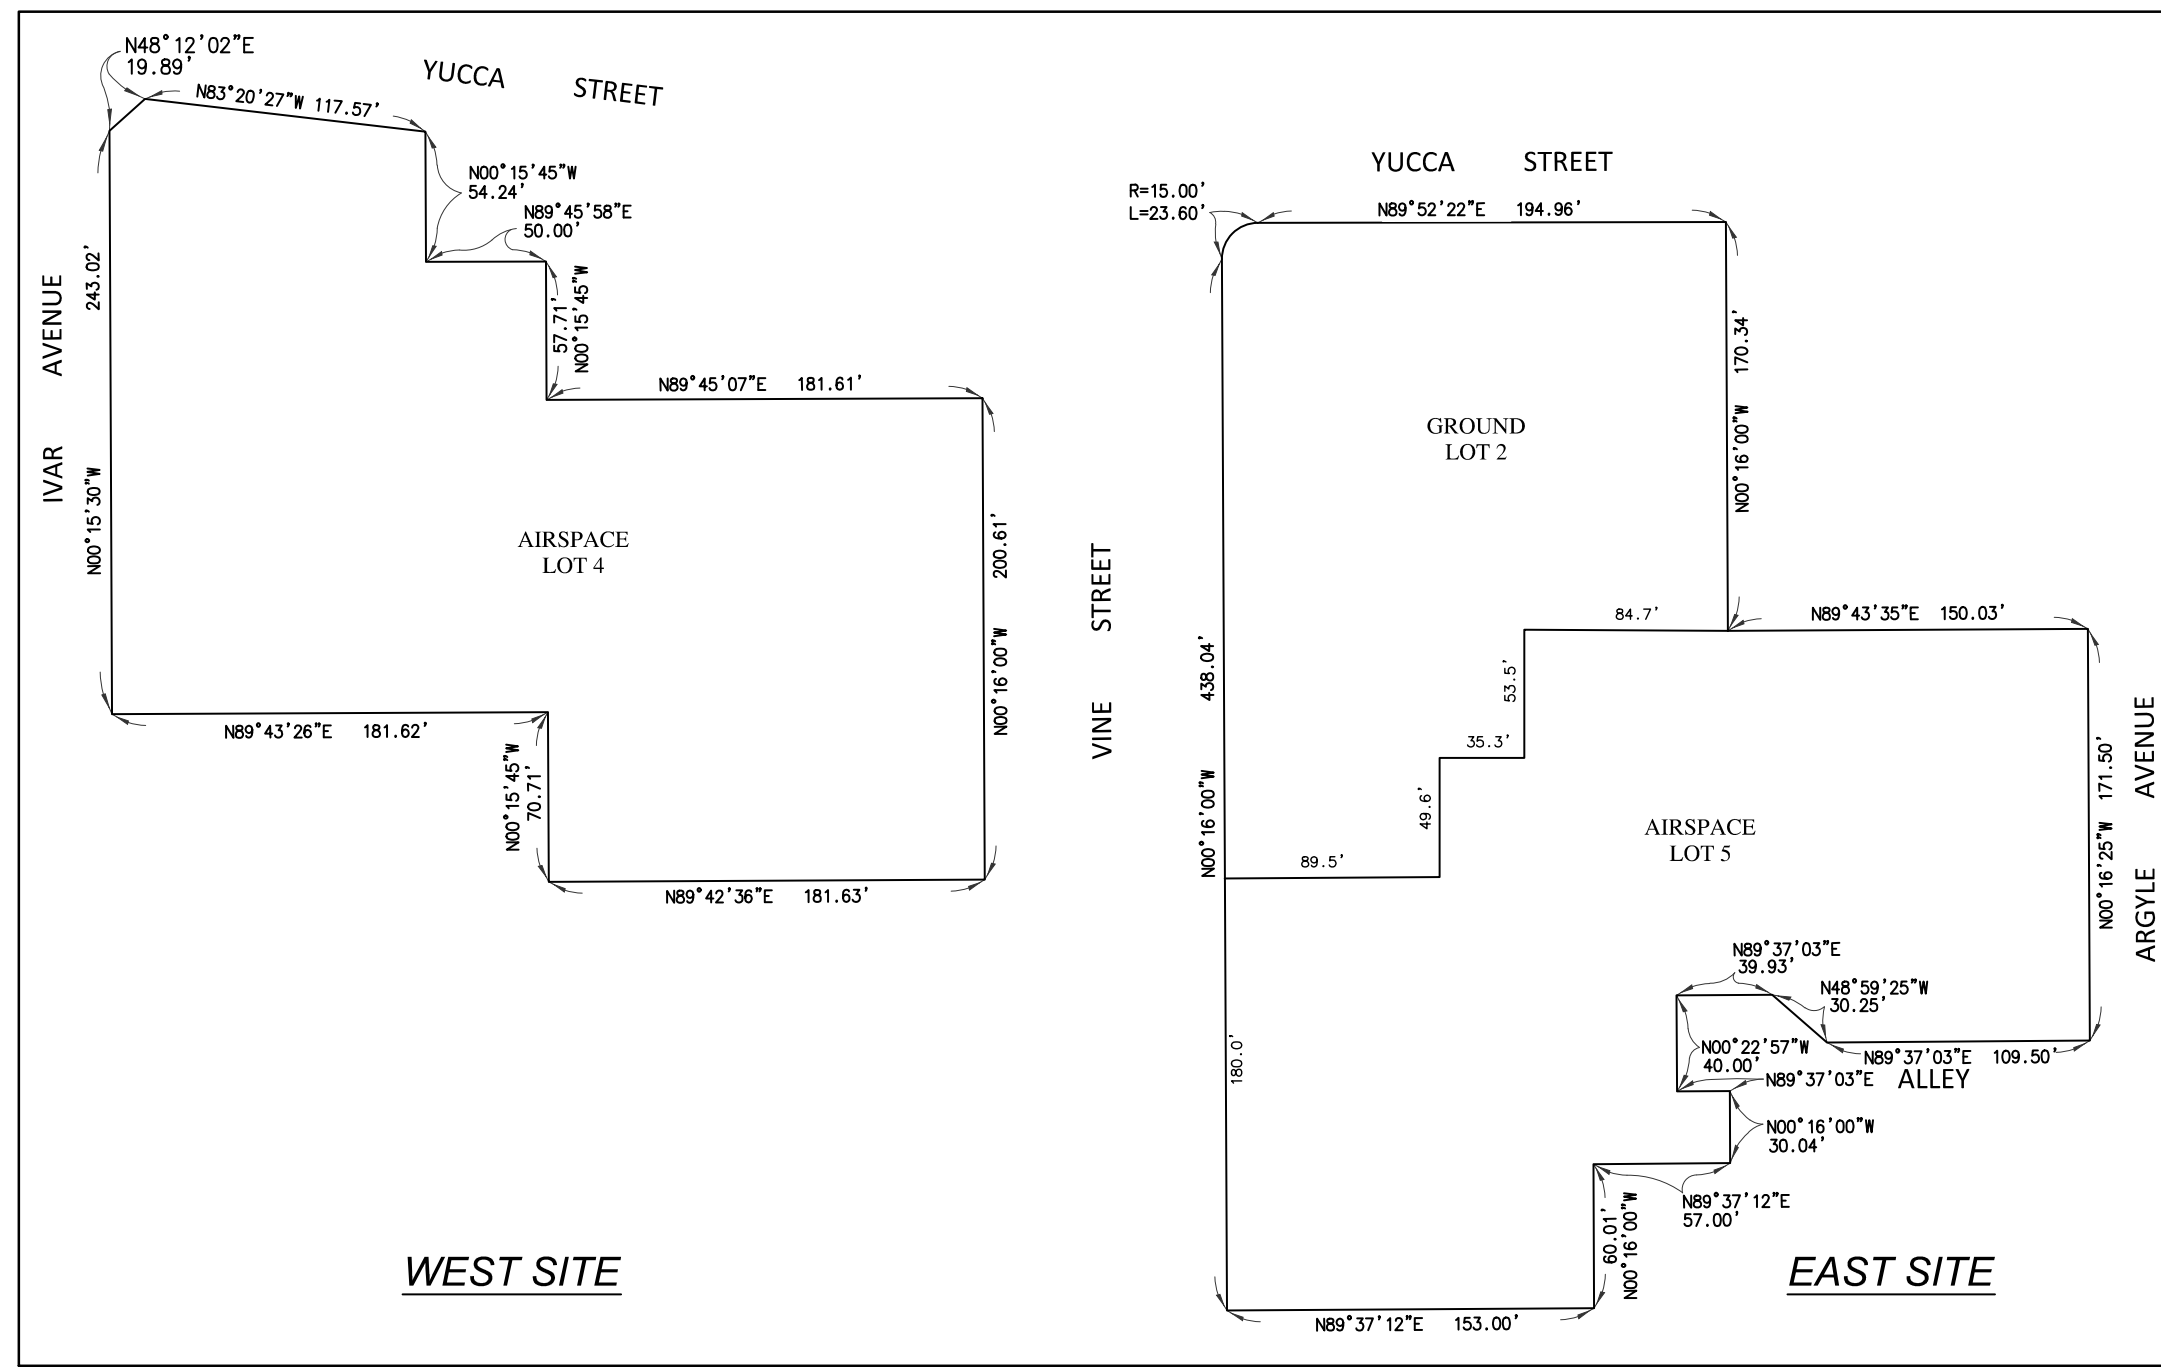 N48°12'02"E
19.89'
N83°20'27"W 117.57'
YUCCA STREET
N00°15'45"W
54.24'
N89°45'58"E
50.00'
57.71'
N00°15'45"W
N89°45'07"E 181.61'
IVAR AVENUE
N00°15'30"W 243.02'
AIRSPACE
LOT 4
N00°16'00"W 200.61'
N89°43'26"E 181.62'
N00°15'45"W
70.71'
N89°42'36"E 181.63'
WEST SITE
VINE STREET
YUCCA STREET
R=15.00'
L=23.60'
N89°52'22"E 194.96'
N00°16'00"W 170.34'
GROUND
LOT 2
N00°16'00"W 438.04'
84.7'
N89°43'35"E 150.03'
53.5'
35.3'
49.6'
89.5'
AIRSPACE
LOT 5
N00°16'25"W 171.50'
ARGYLE AVENUE
180.0'
N89°37'03"E
39.93'
N48°59'25"W
30.25'
N00°22'57"W
40.00'
N89°37'03"E 109.50'
N89°37'03"E
ALLEY
N00°16'00"W
30.04'
N89°37'12"E
57.00'
60.01'
N00°16'00"W
N89°37'12"E 153.00'
EAST SITE